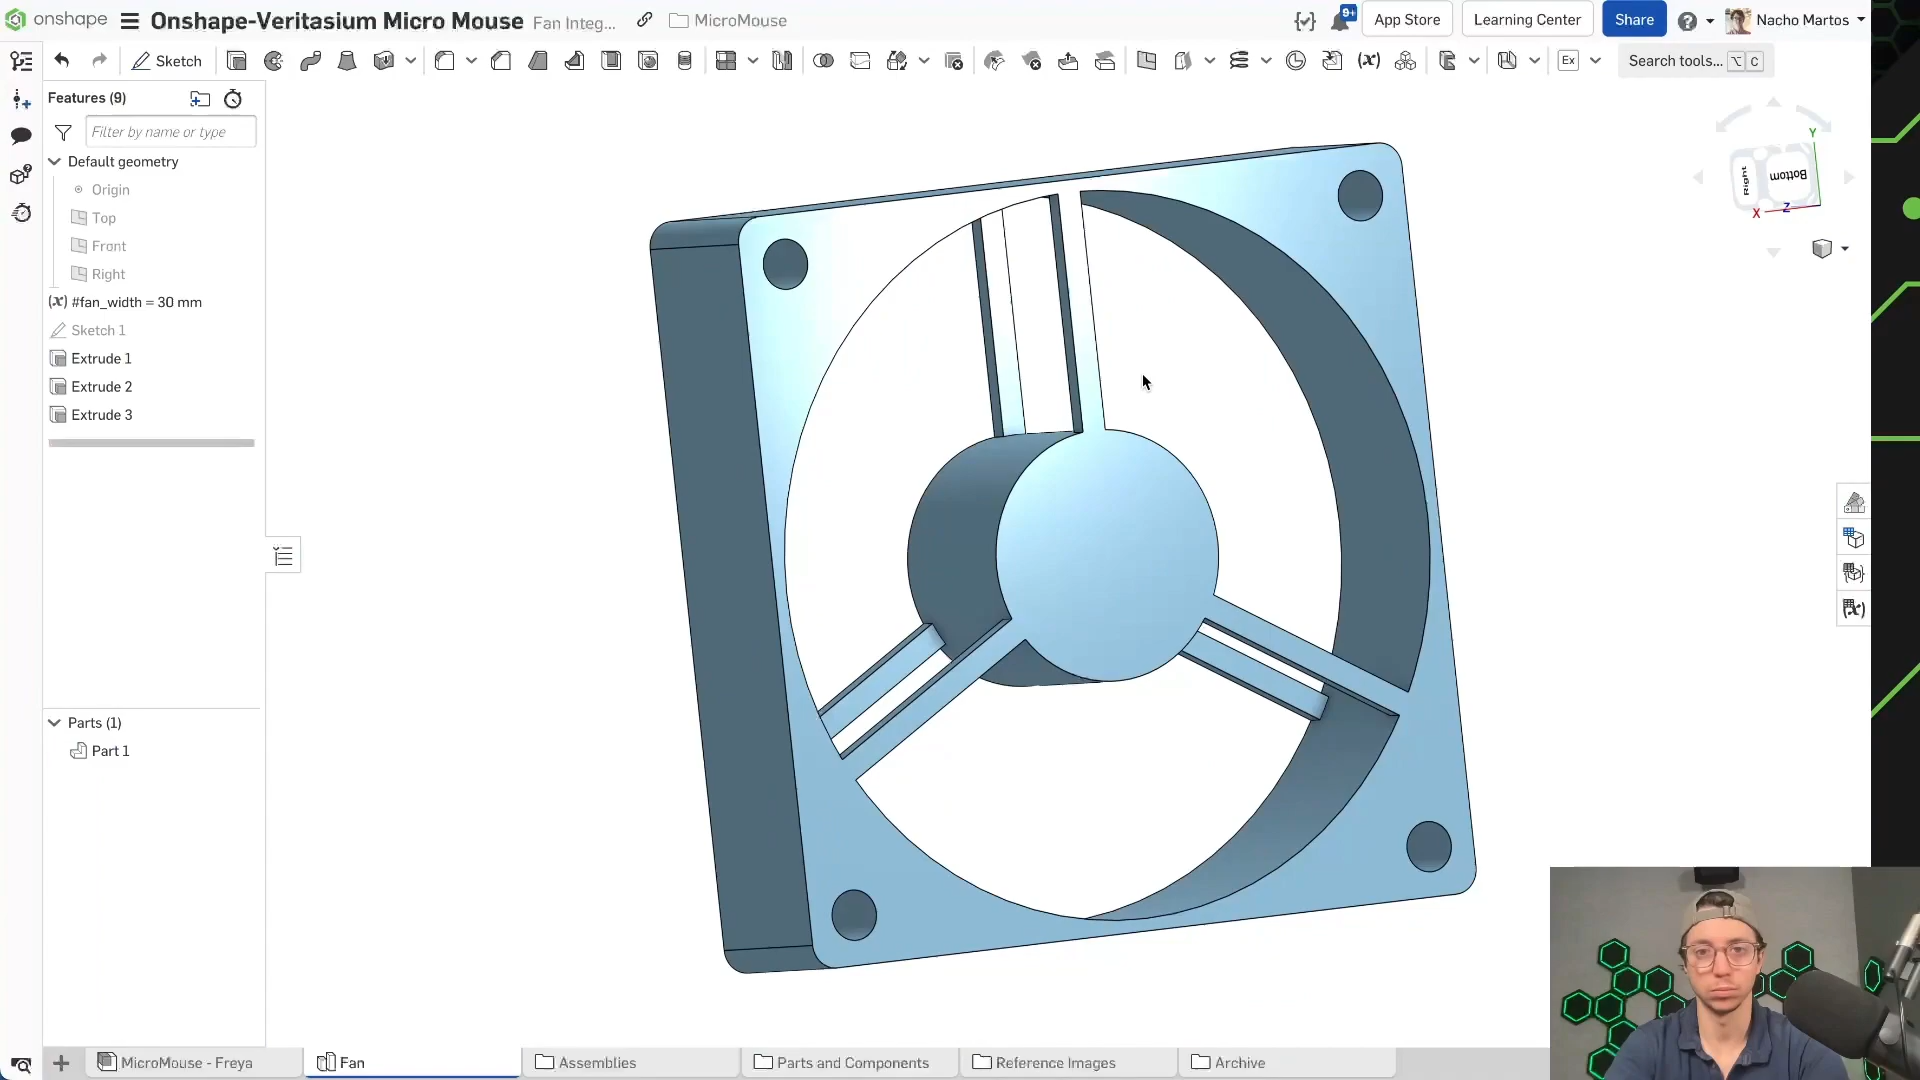 onshape
Onshape-Veritasium Micro Mouse
Fan Integ...
MicroMouse
9+
App Store
Learning Center
Share
Nacho Martos
Sketch
(x)
Ex
Search tools...
⌥ C
Features (9)
Filter by name or type
Default geometry
Origin
Top
Front
Right
(x) #fan_width = 30 mm
Sketch 1
Extrude 1
Extrude 2
Extrude 3
Parts (1)
Part 1
Y
Right
Bottom
X
Z
(x)
MicroMouse - Freya
Fan
Assemblies
Parts and Components
Reference Images
Archive